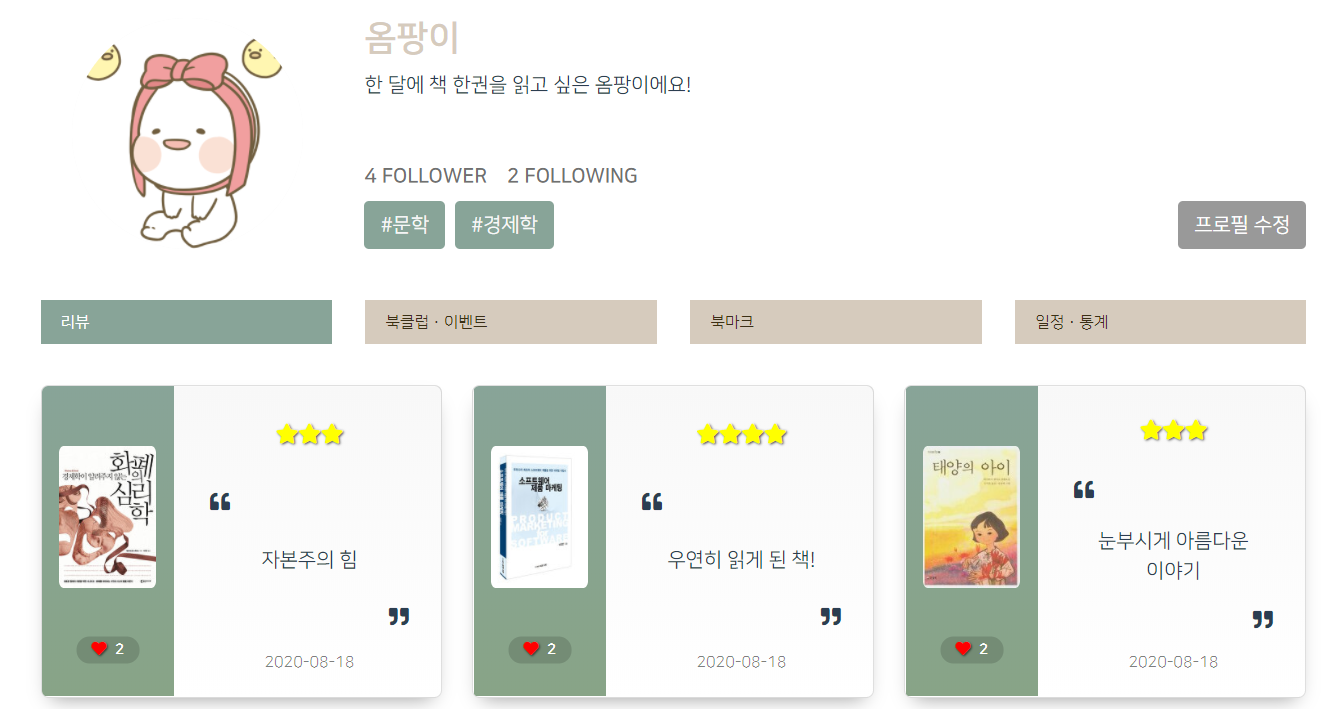 옴팡이
한 달에 책 한권을 읽고 싶은 옴팡이에요!
4 FOLLOWER 2 FOLLOWING
#문학 #경제학
프로필 수정
리뷰
북클럽 · 이벤트
북마크
일정 · 통계
화폐
경제학이 알려주지 않는
의
심리
학
❝
자본주의 힘
❞
2
2020-08-18
소프트웨어
제품 마케팅
PRODUCT
MARKETING
SOFTWARE
❝
우연히 읽게 된 책!
❞
2
2020-08-18
태양의 아이
❝
눈부시게 아름다운
이야기
❞
2
2020-08-18